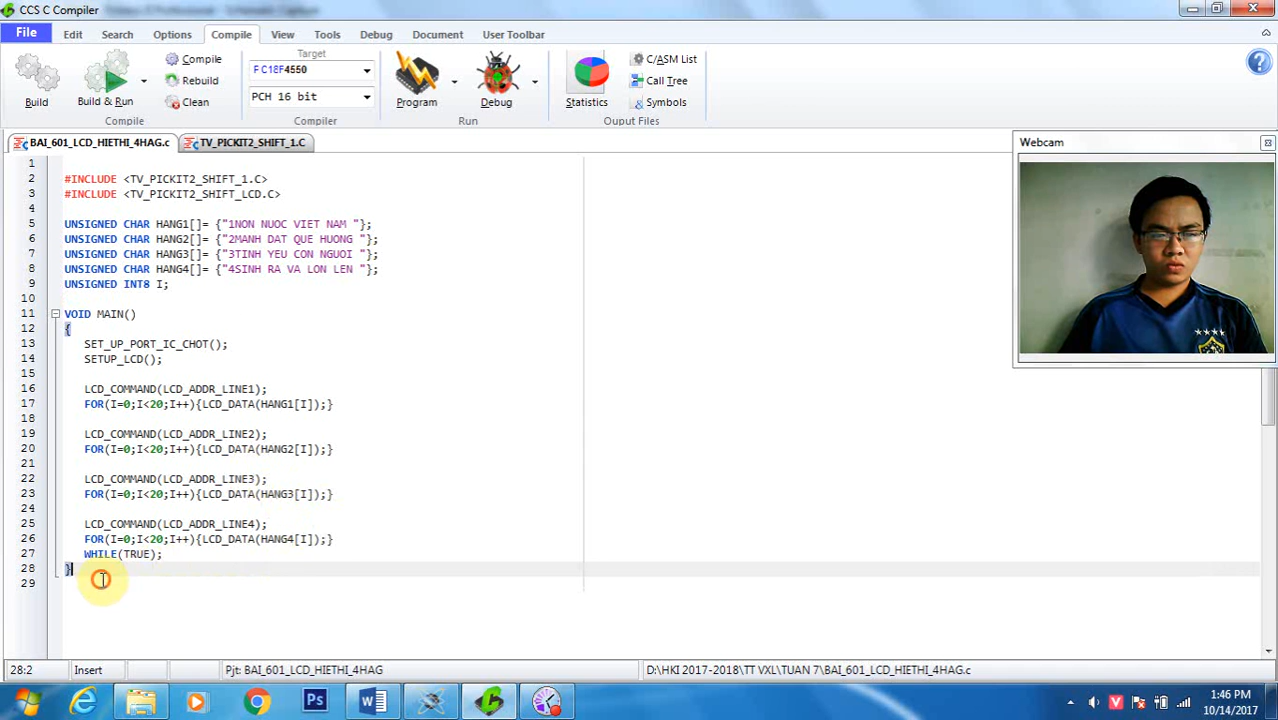 CCS C Compiler
File Edit Search Options Compile View Tools Debug Document User Toolbar
Build
Build & Run
Compile
Rebuild
Clean
Compile
Target
PCH 16 bit
Compiler
Program
Debug
Run
Statistics
C/ASM List
Call Tree
Symbols
Ouput Files
BAI_601_LCD_HIETHI_4HAG.c
TV_PICKIT2_SHIFT_1.C
Webcam
1
2 #INCLUDE <TV_PICKIT2_SHIFT_1.C>
3 #INCLUDE <TV_PICKIT2_SHIFT_LCD.C>
4
5 UNSIGNED CHAR HANG1[]= {"1NON NUOC VIET NAM "};
6 UNSIGNED CHAR HANG2[]= {"2MANH DAT QUE HUONG "};
7 UNSIGNED CHAR HANG3[]= {"3TINH YEU CON NGUOI "};
8 UNSIGNED CHAR HANG4[]= {"4SINH RA VA LON LEN "};
9 UNSIGNED INT8 I;
10
11 VOID MAIN()
12 {
13 SET_UP_PORT_IC_CHOT();
14 SETUP_LCD();
15
16 LCD_COMMAND(LCD_ADDR_LINE1);
17 FOR(I=0;I<20;I++){LCD_DATA(HANG1[I]);}
18
19 LCD_COMMAND(LCD_ADDR_LINE2);
20 FOR(I=0;I<20;I++){LCD_DATA(HANG2[I]);}
21
22 LCD_COMMAND(LCD_ADDR_LINE3);
23 FOR(I=0;I<20;I++){LCD_DATA(HANG3[I]);}
24
25 LCD_COMMAND(LCD_ADDR_LINE4);
26 FOR(I=0;I<20;I++){LCD_DATA(HANG4[I]);}
27 WHILE(TRUE);
28 }
29
28:2 Insert Pjt: BAI_601_LCD_HIETHI_4HAG D:\HKI 2017-2018\TT VXL\TUAN 7\BAI_601_LCD_HIETHI_4HAG.c
1:46 PM
10/14/2017